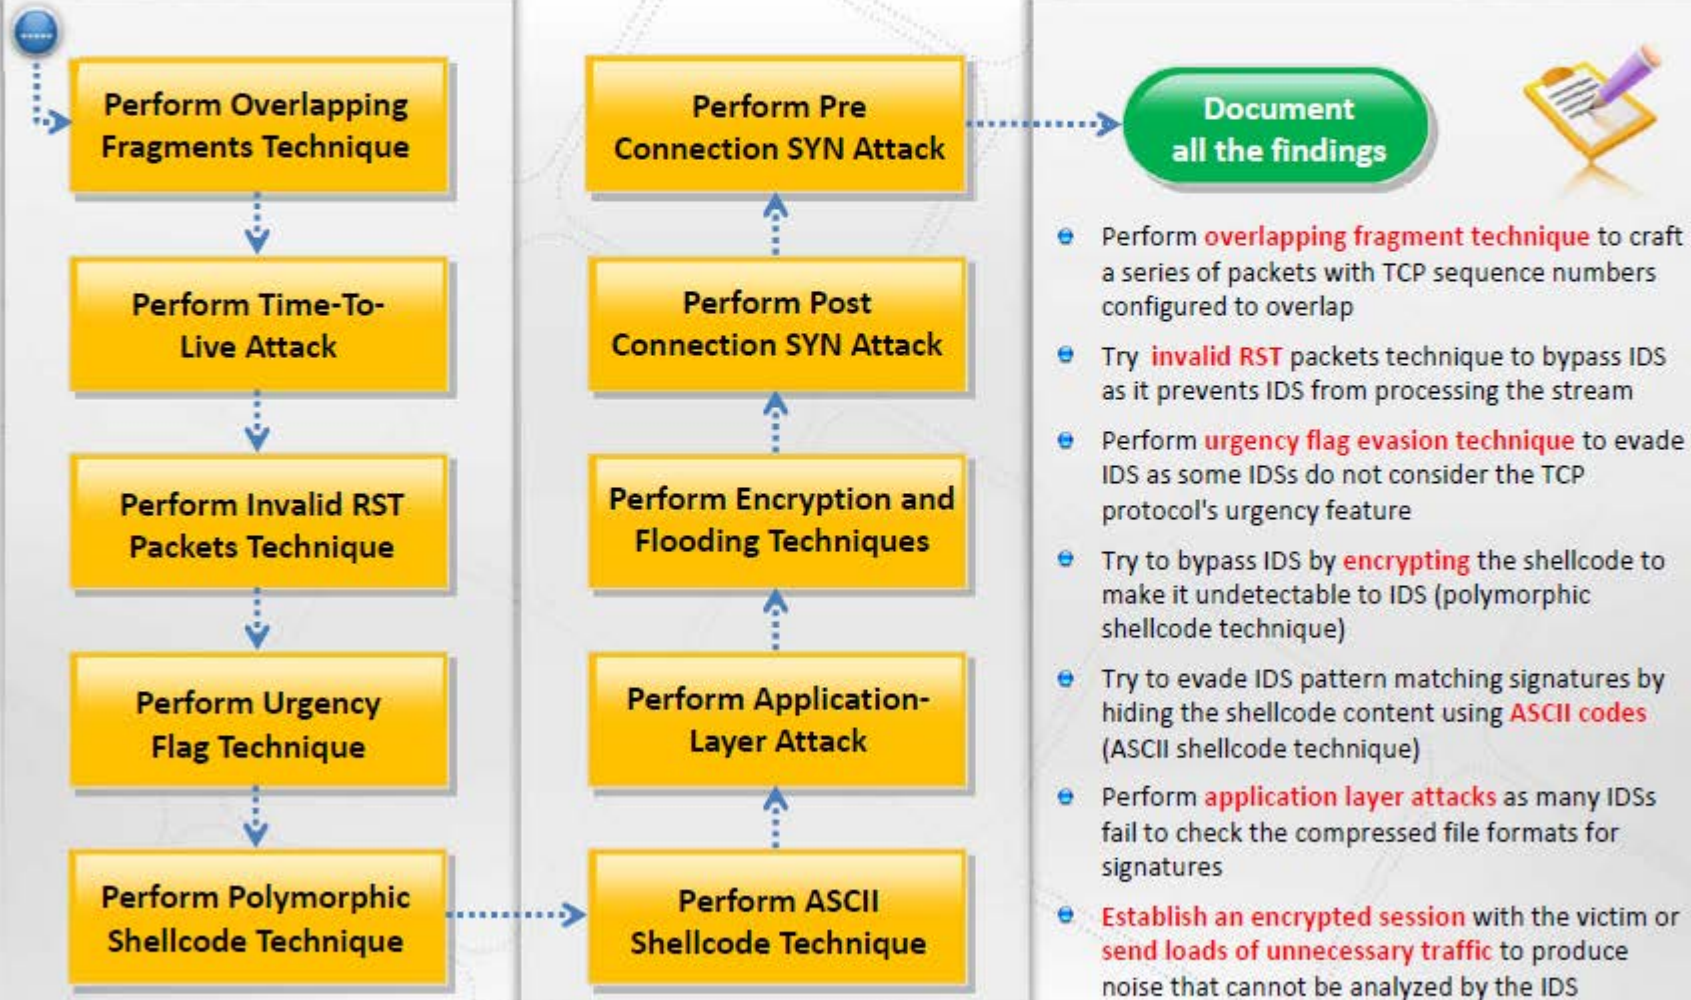 Perform Overlapping
Fragments Technique
Perform Time-To-
Live Attack
Perform Invalid RST
Packets Technique
Perform Urgency
Flag Technique
Perform Polymorphic
Shellcode Technique
Perform ASCII
Shellcode Technique
Perform Application-
Layer Attack
Perform Encryption and
Flooding Techniques
Perform Post
Connection SYN Attack
Perform Pre
Connection SYN Attack
Document
all the findings
Perform overlapping fragment technique to craft
a series of packets with TCP sequence numbers
configured to overlap
Try invalid RST packets technique to bypass IDS
as it prevents IDS from processing the stream
Perform urgency flag evasion technique to evade
IDS as some IDSs do not consider the TCP
protocol's urgency feature
Try to bypass IDS by encrypting the shellcode to
make it undetectable to IDS (polymorphic
shellcode technique)
Try to evade IDS pattern matching signatures by
hiding the shellcode content using ASCII codes
(ASCII shellcode technique)
Perform application layer attacks as many IDSs
fail to check the compressed file formats for
signatures
Establish an encrypted session with the victim or
send loads of unnecessary traffic to produce
noise that cannot be analyzed by the IDS